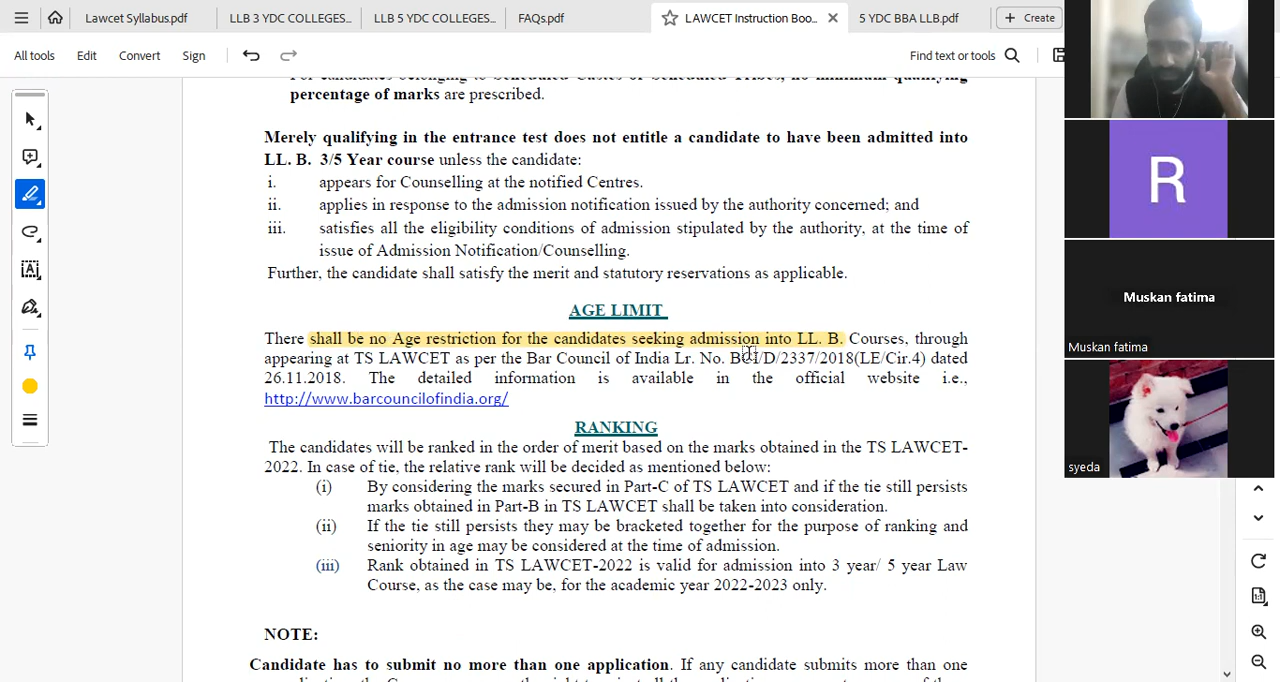 Lawcet Syllabus.pdf
LLB 3 YDC COLLEGES...
LLB 5 YDC COLLEGES...
FAQs.pdf
LAWCET Instruction Boo...
5 YDC BBA LLB.pdf
Create
All tools
Edit
Convert
Sign
Find text or tools
For candidates belonging to Scheduled Castes or Scheduled Tribes, no minimum qualifying
percentage of marks are prescribed.
Merely qualifying in the entrance test does not entitle a candidate to have been admitted into
LL. B. 3/5 Year course unless the candidate:
i. appears for Counselling at the notified Centres.
ii. applies in response to the admission notification issued by the authority concerned; and
iii. satisfies all the eligibility conditions of admission stipulated by the authority, at the time of
issue of Admission Notification/Counselling.
Further, the candidate shall satisfy the merit and statutory reservations as applicable.
AGE LIMIT
There shall be no Age restriction for the candidates seeking admission into LL. B. Courses, through
appearing at TS LAWCET as per the Bar Council of India Lr. No. BCI/D/2337/2018(LE/Cir.4) dated
26.11.2018. The detailed information is available in the official website i.e.,
http://www.barcouncilofindia.org/
RANKING
The candidates will be ranked in the order of merit based on the marks obtained in the TS LAWCET-
2022. In case of tie, the relative rank will be decided as mentioned below:
(i) By considering the marks secured in Part-C of TS LAWCET and if the tie still persists
marks obtained in Part-B in TS LAWCET shall be taken into consideration.
(ii) If the tie still persists they may be bracketed together for the purpose of ranking and
seniority in age may be considered at the time of admission.
(iii) Rank obtained in TS LAWCET-2022 is valid for admission into 3 year/ 5 year Law
Course, as the case may be, for the academic year 2022-2023 only.
NOTE:
Candidate has to submit no more than one application. If any candidate submits more than one
R
Muskan fatima
Muskan fatima
syeda